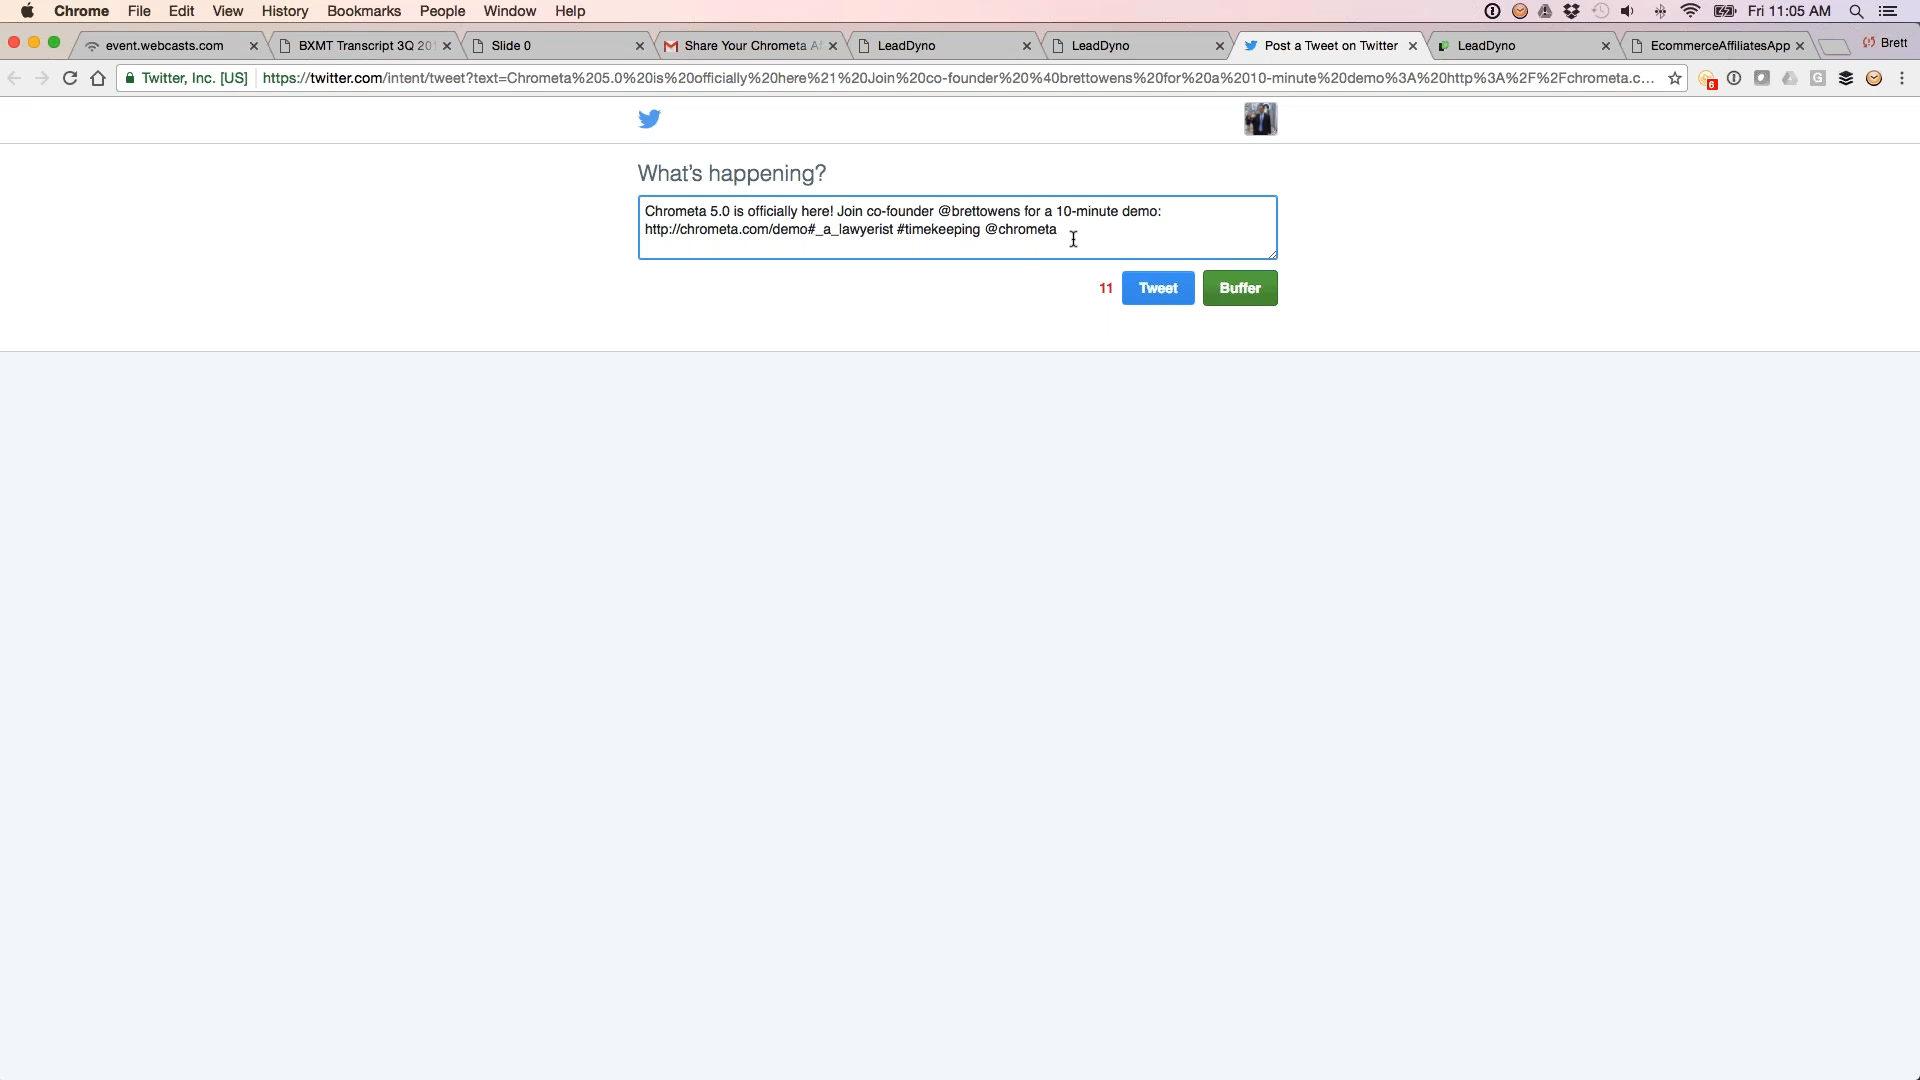 Chrome File Edit View History Bookmarks People Window Help Fri 11:05 AM
event.webcasts.com BXMT Transcript 3Q 20 Slide 0 Share Your Chrometa A LeadDyno LeadDyno Post a Tweet on Twitter LeadDyno EcommerceAffiliatesApp Brett
Twitter, Inc. [US] https://twitter.com/intent/tweet?text=Chrometa%205.0%20is%20officially%20here%21%20Join%20co-founder%20%40brettowens%20for%20a%2010-minute%20demo%3A%20http%3A%2F%2Fchrometa.c... 6
What's happening?
Chrometa 5.0 is officially here! Join co-founder @brettowens for a 10-minute demo:
http://chrometa.com/demo#_a_lawyerist #timekeeping @chrometa
11 Tweet Buffer